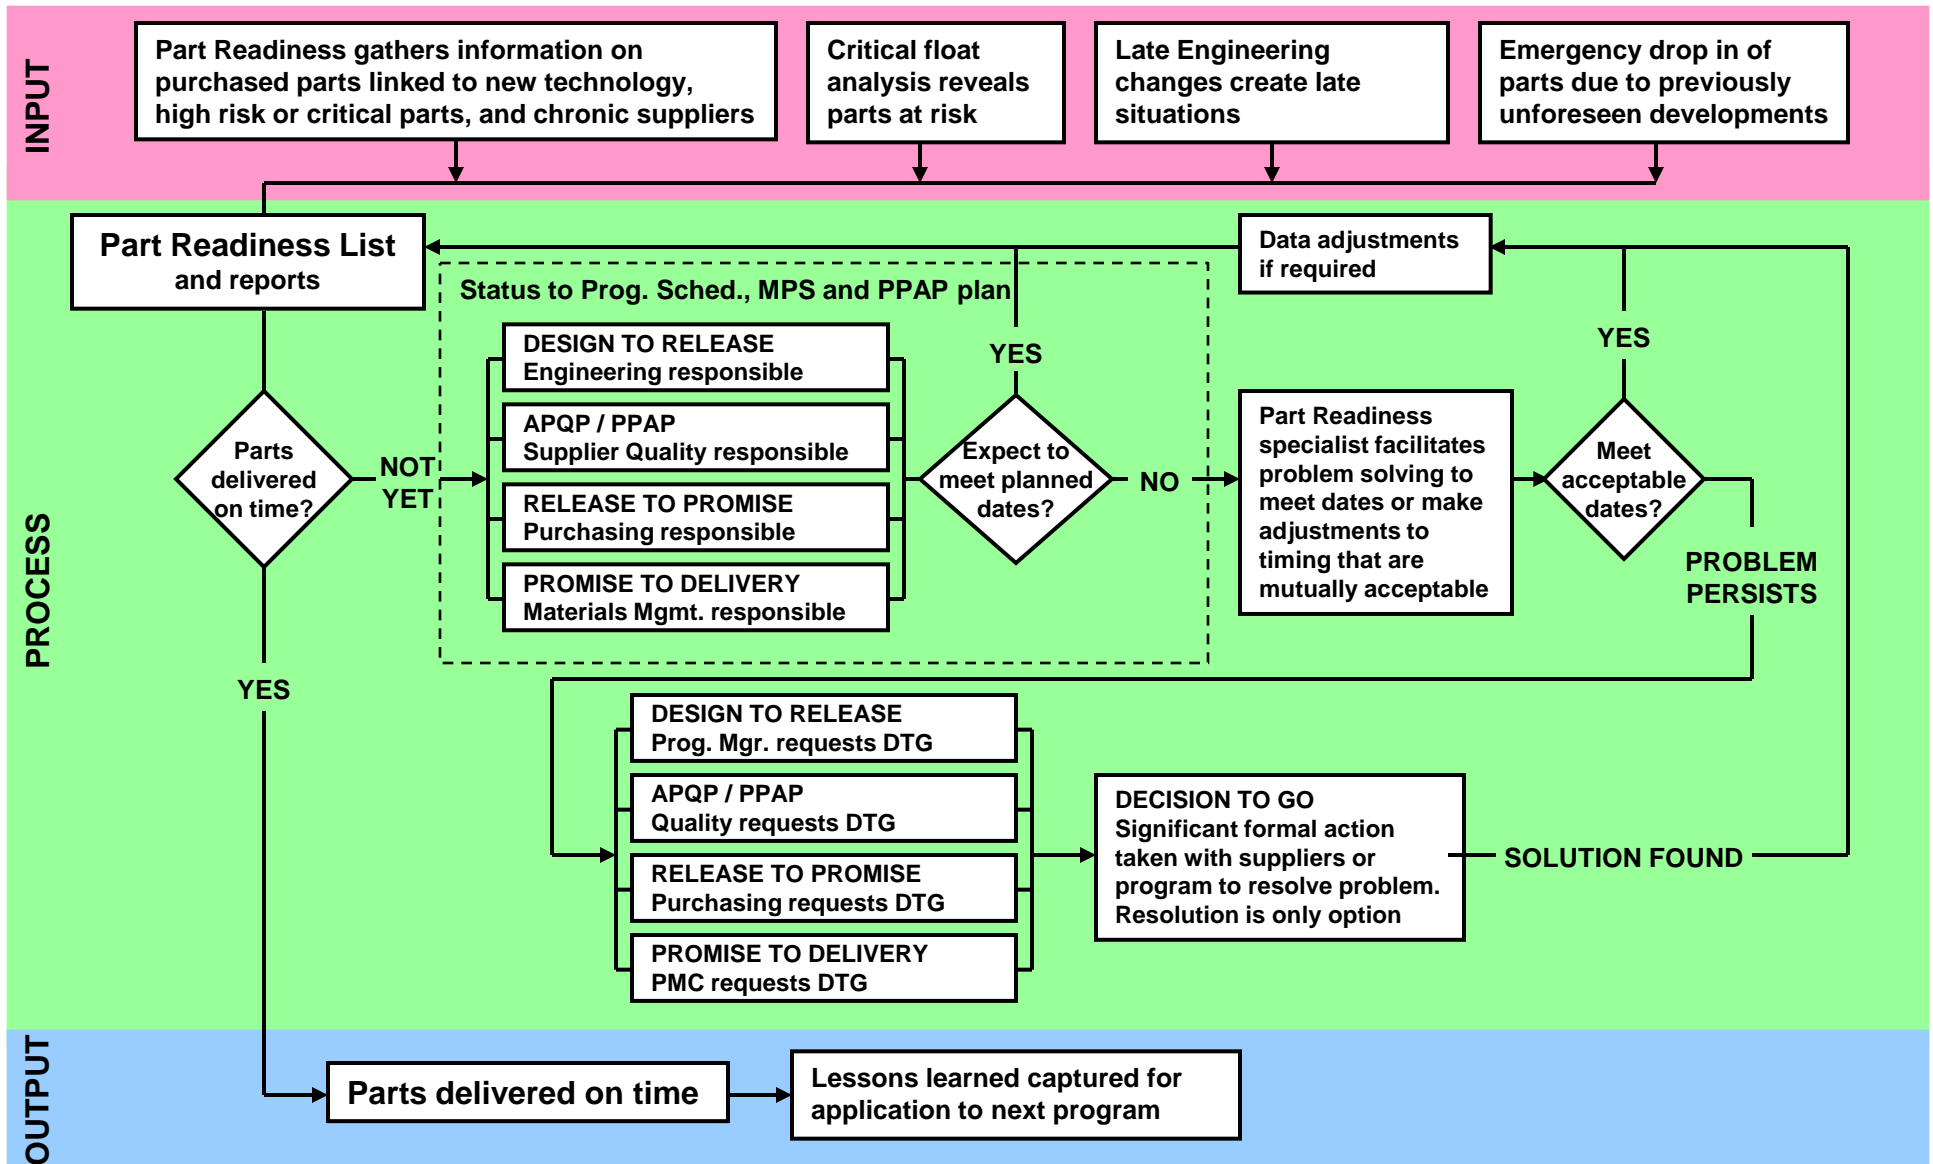 INPUT
Part Readiness gathers information on
purchased parts linked to new technology,
high risk or critical parts, and chronic suppliers
Critical float
analysis reveals
parts at risk
Late Engineering
changes create late
situations
Emergency drop in of
parts due to previously
unforeseen developments
PROCESS
Part Readiness List
and reports
Data adjustments
if required
Status to Prog. Sched., MPS and PPAP plan
Parts
delivered
on time?
NOT
YET
DESIGN TO RELEASE
Engineering responsible
APQP / PPAP
Supplier Quality responsible
RELEASE TO PROMISE
Purchasing responsible
PROMISE TO DELIVERY
Materials Mgmt. responsible
YES
Expect to
meet planned
dates?
NO
Part Readiness
specialist facilitates
problem solving to
meet dates or make
adjustments to
timing that are
mutually acceptable
YES
Meet
acceptable
dates?
PROBLEM
PERSISTS
YES
DESIGN TO RELEASE
Prog. Mgr. requests DTG
APQP / PPAP
Quality requests DTG
RELEASE TO PROMISE
Purchasing requests DTG
PROMISE TO DELIVERY
PMC requests DTG
DECISION TO GO
Significant formal action
taken with suppliers or
program to resolve problem.
Resolution is only option
SOLUTION FOUND
OUTPUT
Parts delivered on time
Lessons learned captured for
application to next program